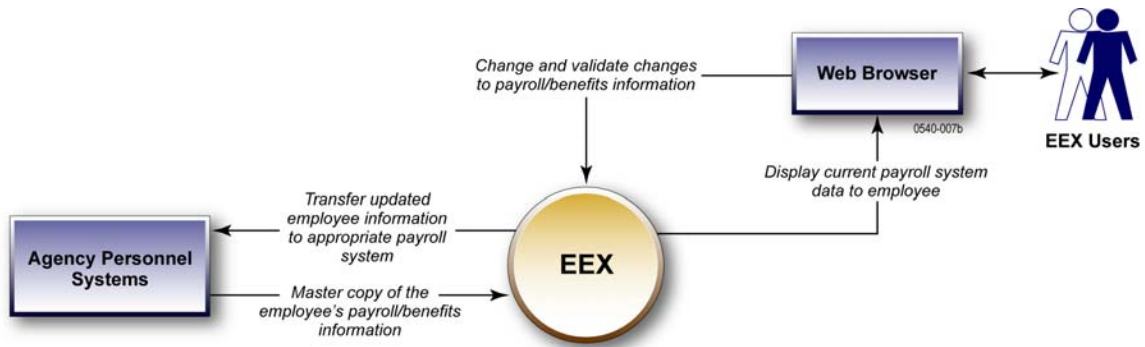 Change and validate changes
to payroll/benefits information
Web Browser
0540-007b
EEX Users
Display current payroll system
data to employee
Transfer updated
employee information
to appropriate payroll
system
Agency Personnel
Systems
EEX
Master copy of the
employee's payroll/benefits
information